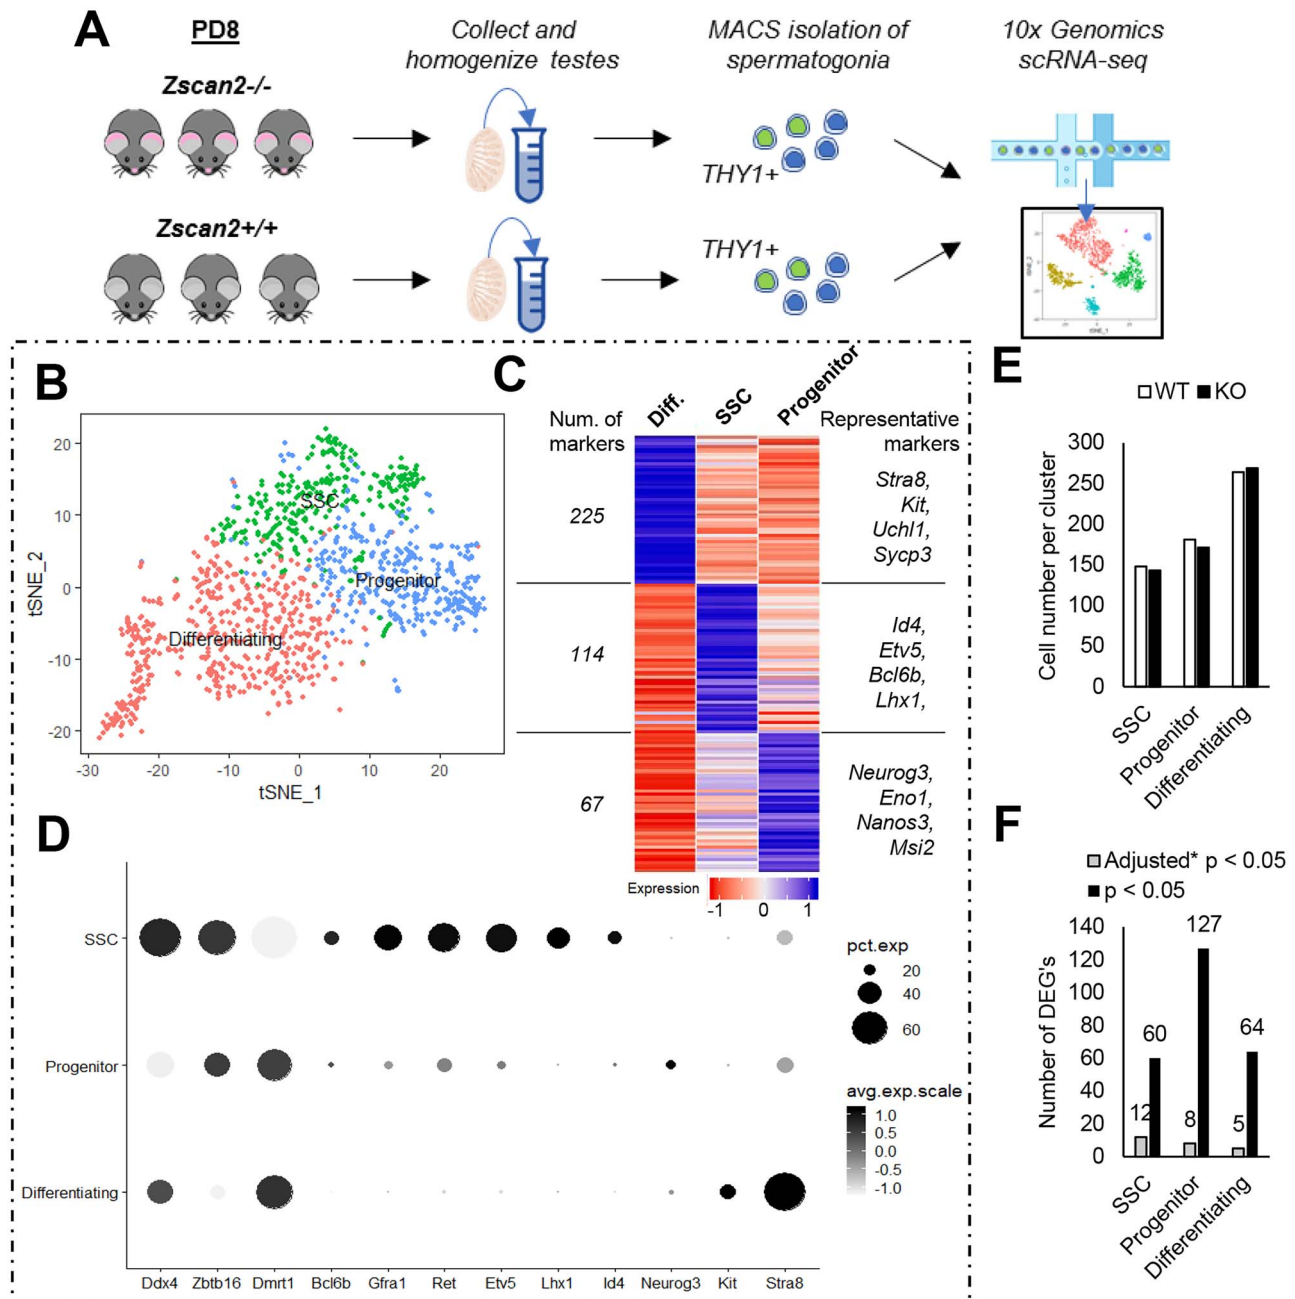 A
PD8
Zscan2-/-
Zscan2+/+
Collect and
homogenize testes
MACS isolation of
spermatogonia
THY1+
THY1+
10x Genomics
scRNA-seq
tSNE_1
B
20
10
0
-10
-20
-30
-20
-10
0
10
20
tSNE_1
tSNE_2
SSC
Progenitor
Differentiating
C
Num. of
markers
Diff.
SSC
Progenitor
Representative
markers
225
Stra8,
Kit,
Uchl1,
Sycp3
114
Id4,
Etv5,
Bcl6b,
Lhx1,
67
Neurog3,
Eno1,
Nanos3,
Msi2
Expression
-1
0
1
D
SSC
Progenitor
Differentiating
Ddx4
Zbtb16
Dmrt1
Bcl6b
Gfra1
Ret
Etv5
Lhx1
Id4
Neurog3
Kit
Stra8
pct.exp
20
40
60
avg.exp.scale
1.0
0.5
0.0
-0.5
-1.0
E
WT
KO
Cell number per cluster
300
250
200
150
100
50
0
SSC
Progenitor
Differentiating
F
Adjusted* p < 0.05
p < 0.05
Number of DEG's
140
120
100
80
60
40
20
0
12
60
8
127
5
64
SSC
Progenitor
Differentiating